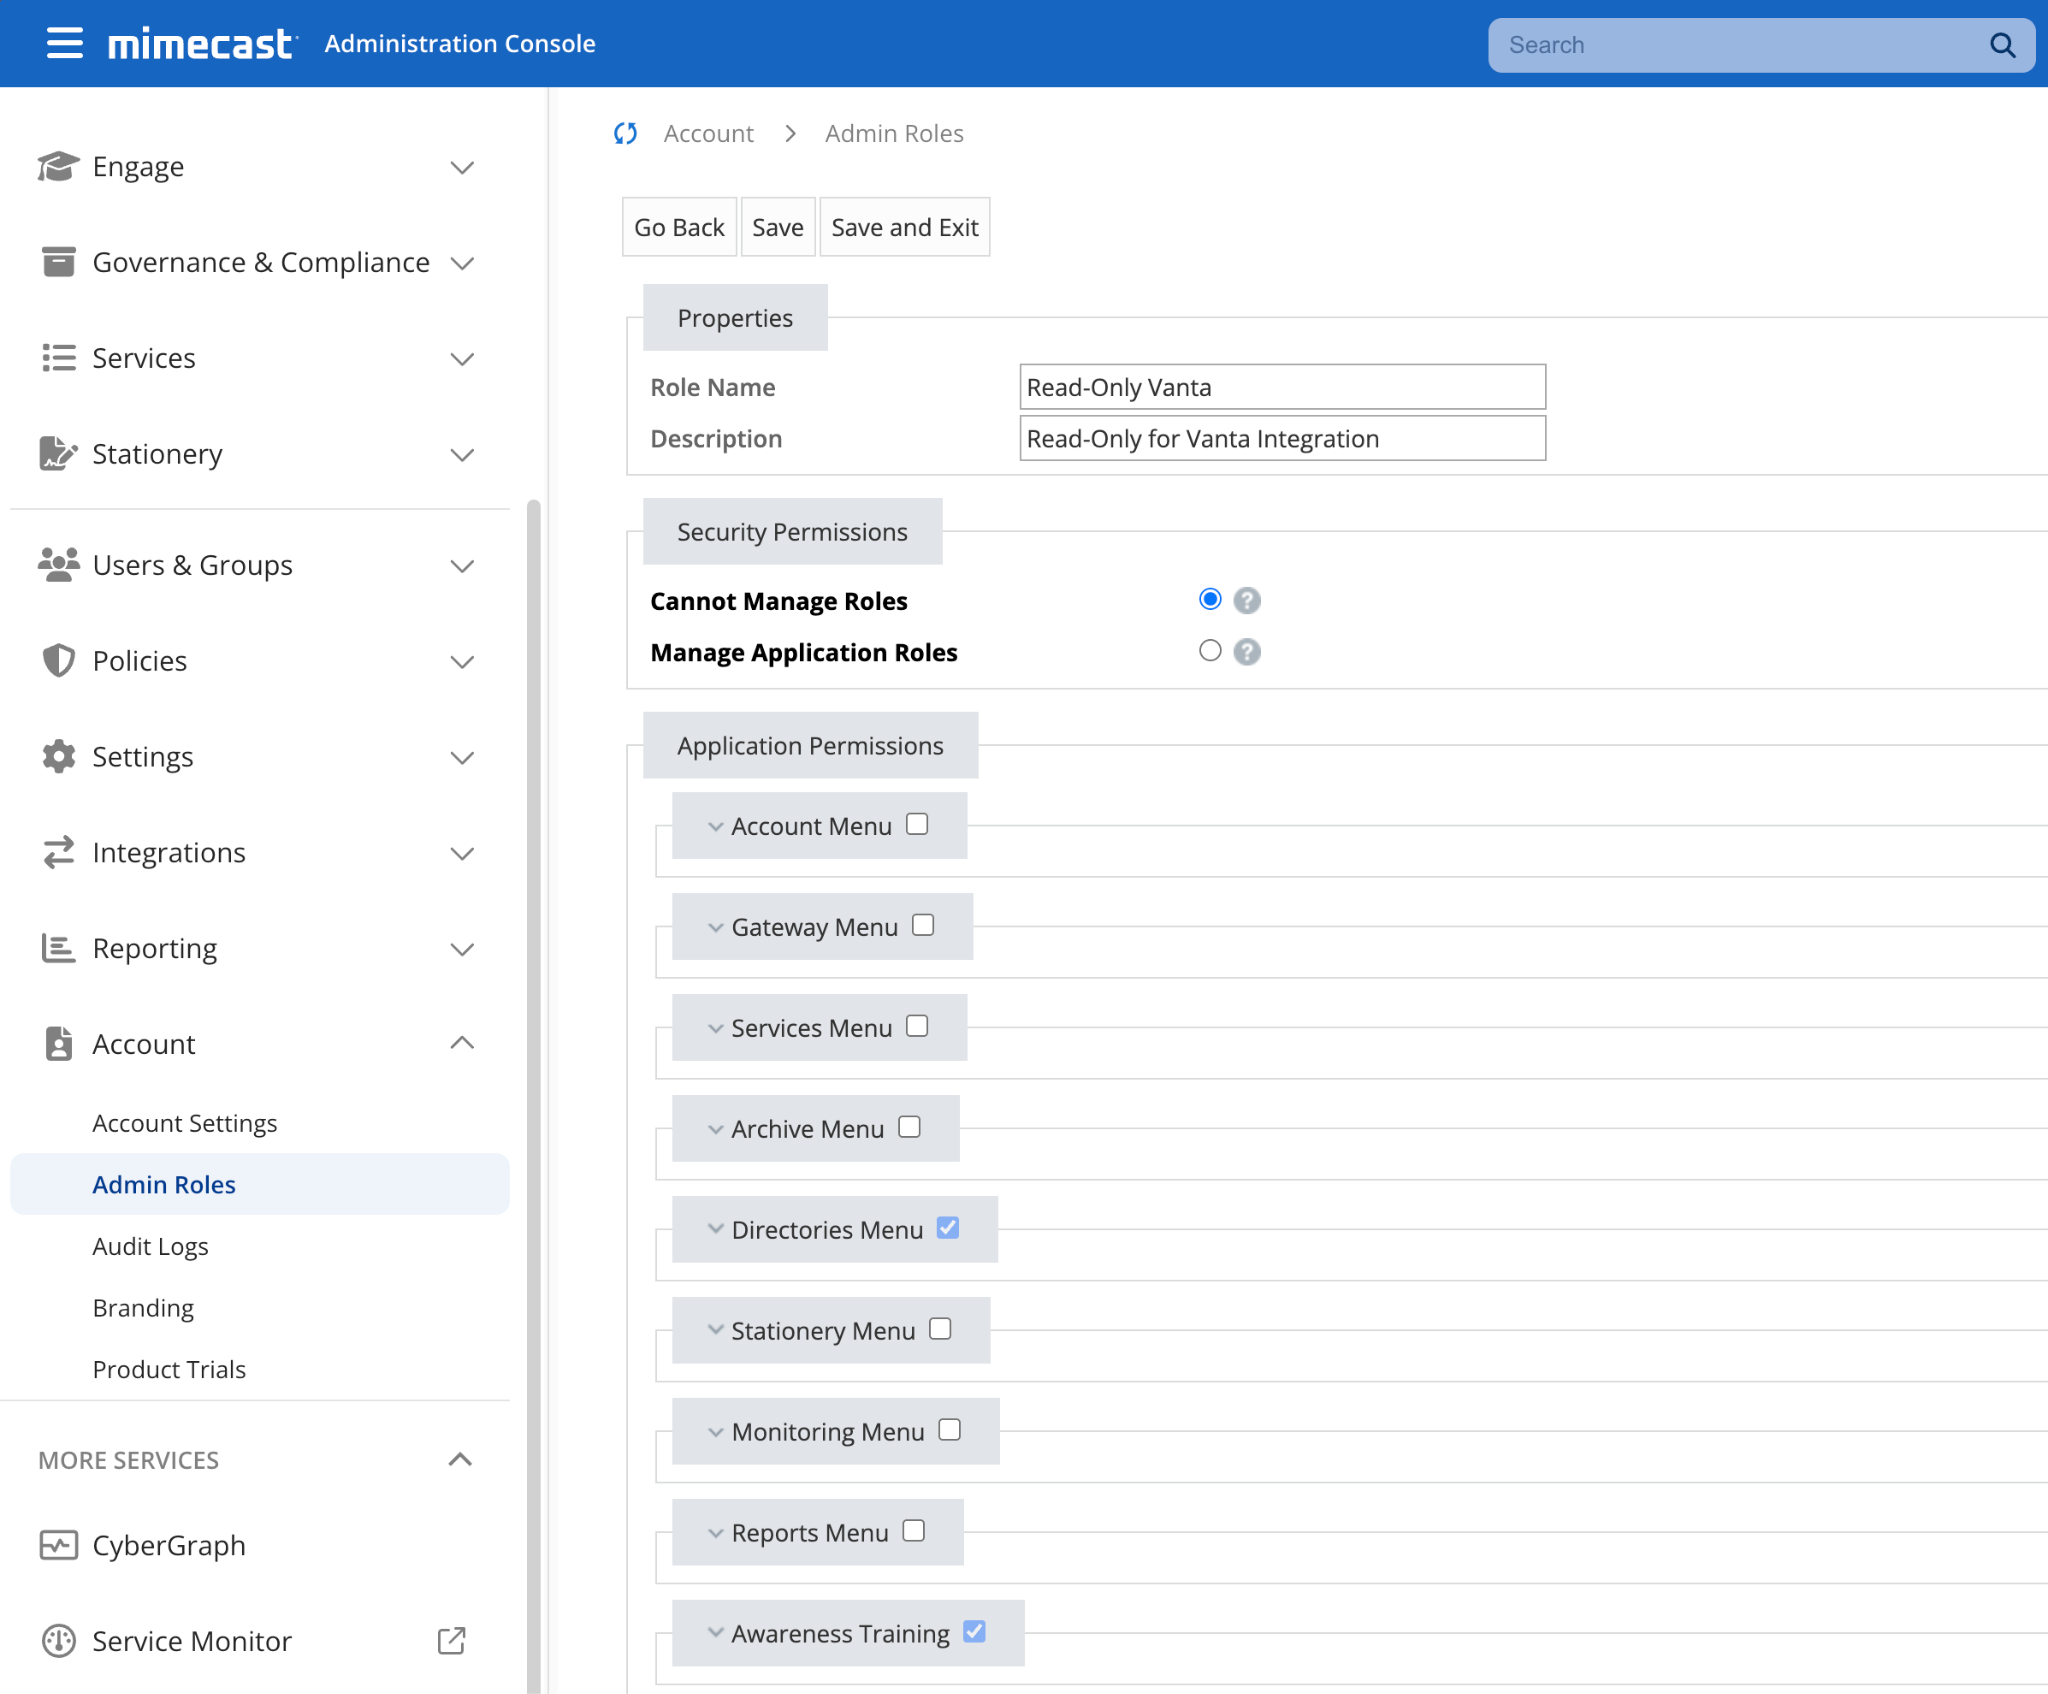 mimecast Administration Console
Search
Engage
Governance & Compliance
Services
Stationery
Users & Groups
Policies
Settings
Integrations
Reporting
Account
Account Settings
Admin Roles
Audit Logs
Branding
Product Trials
MORE SERVICES
CyberGraph
Service Monitor
Account > Admin Roles
Go Back Save Save and Exit
Properties
Role Name Read-Only Vanta
Description Read-Only for Vanta Integration
Security Permissions
Cannot Manage Roles ?
Manage Application Roles ?
Application Permissions
Account Menu
Gateway Menu
Services Menu
Archive Menu
Directories Menu
Stationery Menu
Monitoring Menu
Reports Menu
Awareness Training